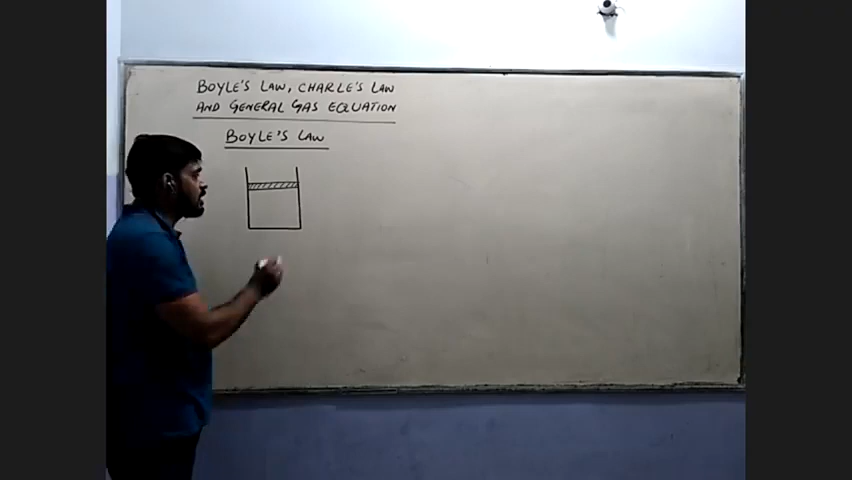 BOYLE'S LAW, CHARLE'S LAW
AND GENERAL GAS EQUATION
BOYLE'S LAW